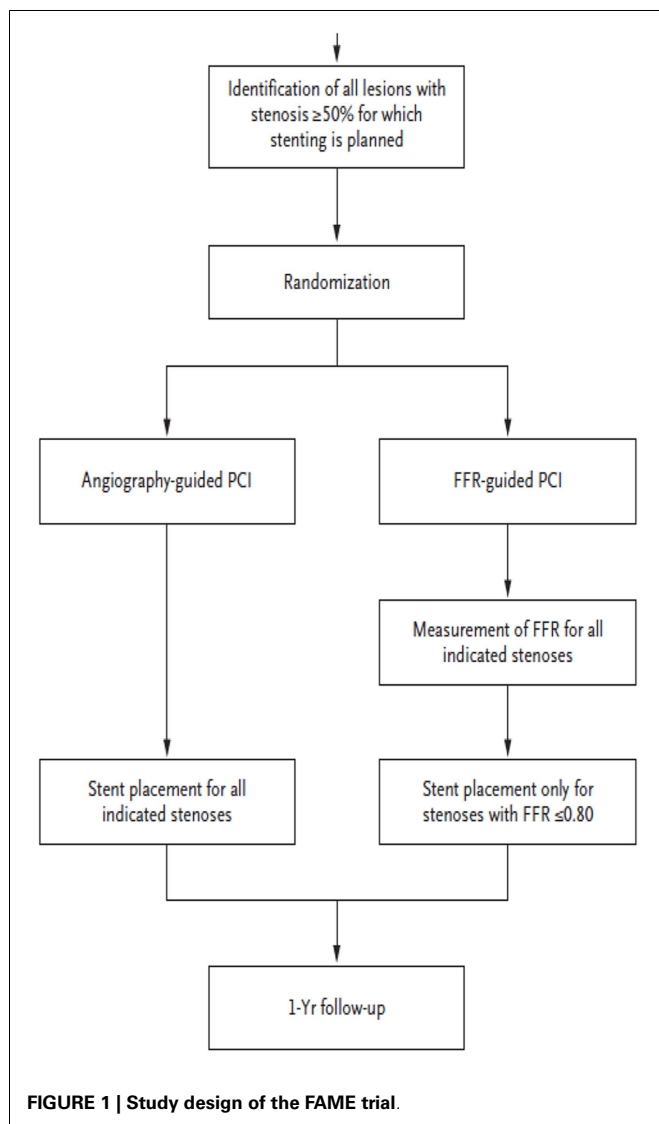 Identification of all lesions with
stenosis ≥50% for which
stenting is planned
Randomization
Angiography-guided PCI
FFR-guided PCI
Measurement of FFR for all
indicated stenoses
Stent placement for all
indicated stenoses
Stent placement only for
stenoses with FFR ≤0.80
1-Yr follow-up
FIGURE 1 | Study design of the FAME trial.